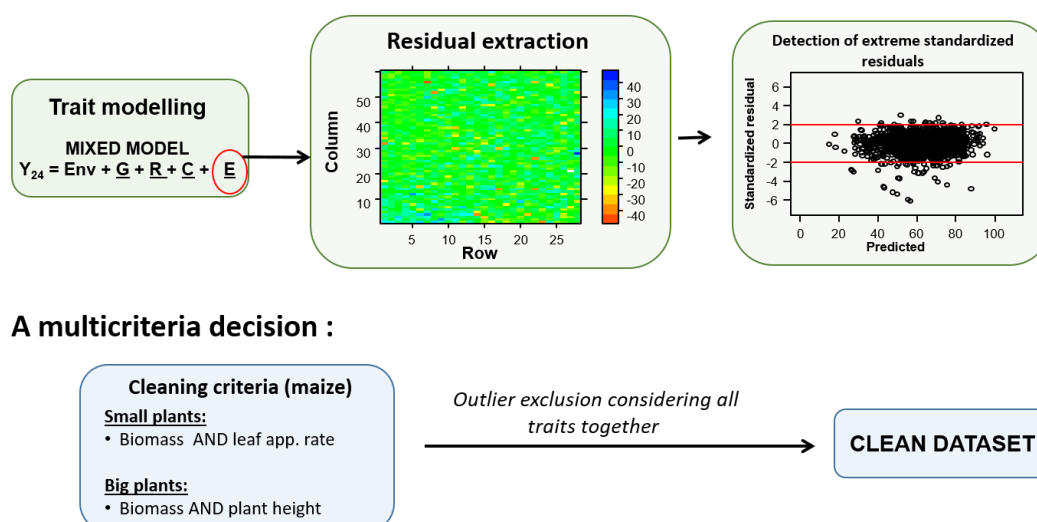 Trait modelling
MIXED MODEL
Y24 = Env + G + R + C + E
Residual extraction
Column
50
40
30
20
10
5
10
15
20
25
Row
40
30
20
10
0
-10
-20
-30
-40
Detection of extreme standardized
residuals
Standardized residual
6
4
2
0
-2
-4
-6
0
20
40
60
80
100
Predicted
A multicriteria decision :
Cleaning criteria (maize)
Small plants:
• Biomass AND leaf app. rate
Big plants:
• Biomass AND plant height
Outlier exclusion considering all
traits together
CLEAN DATASET